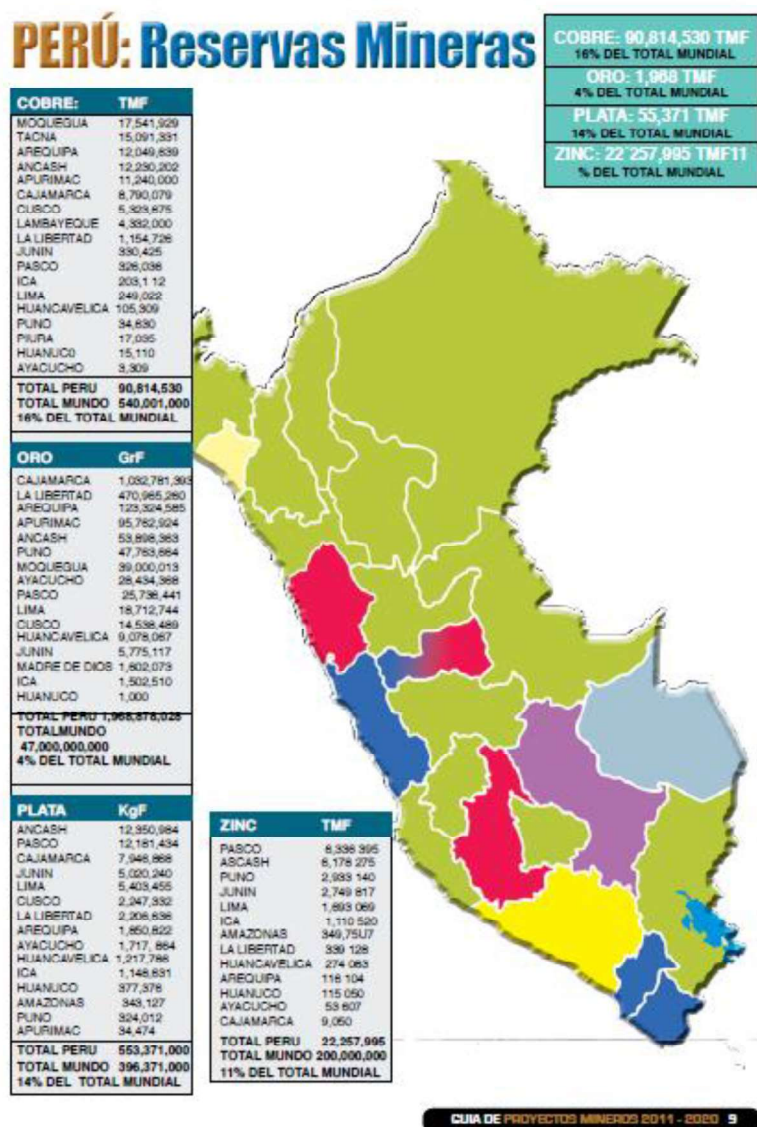 PERÚ: Reservas Mineras
COBRE: 90,814,530 TMF
16% DEL TOTAL MUNDIAL
ORO: 1,968 TMF
4% DEL TOTAL MUNDIAL
PLATA: 55,371 TMF
14% DEL TOTAL MUNDIAL
ZINC: 22´257,995 TMF11
% DEL TOTAL MUNDIAL
COBRE: TMF
MOQUEGUA 17,541,929
TACNA 15,091,331
AREQUIPA 12,049,639
ANCASH 12,230,202
APURIMAC 11,240,000
CAJAMARCA 8,790,079
CUSCO 5,323,675
LAMBAYEQUE 4,332,000
LA LIBERTAD 1,154,726
JUNIN 330,425
PASCO 326,036
ICA 203,1 12
LIMA 249,022
HUANCAVELICA 105,309
PUNO 34,630
PIURA 17,035
HUANUC0 15,110
AYACUCHO 3,309
TOTAL PERU 90,814,530
TOTAL MUNDO 540,001,000
16% DEL TOTAL MUNDIAL
ORO GrF
CAJAMARCA 1,032,781,393
LA LIBERTAD 470,965,260
AREQUIPA 123,324,585
APURIMAC 95,762,924
ANCASH 53,898,363
PUNO 47,763,664
MOQUEGUA 39,000,013
AYACUCHO 28,434,368
PASCO 25,736,441
LIMA 18,712,744
CUSCO 14,538,489
HUANCAVELICA 9,078,067
JUNIN 5,775,117
MADRE DE DIOS 1,602,073
ICA 1,502,510
HUANUCO 1,000
TOTAL PERU 1,968,878,028
TOTALMUNDO
47,000,000,000
4% DEL TOTAL MUNDIAL
PLATA KgF
ANCASH 12,350,984
PASCO 12,181,434
CAJAMARCA 7,948,868
JUNIN 5,020,240
LIMA 5,403,455
CUSCO 2,247,332
LA LIBERTAD 2,206,636
AREQUIPA 1,850,822
AYACUCHO 1,717, 864
HUANCAVELICA 1,217,786
ICA 1,148,631
HUANUCO 377,376
AMAZONAS 343,127
PUNO 324,012
APURIMAC 34,474
TOTAL PERU 553,371,000
TOTAL MUNDO 396,371,000
14% DEL TOTAL MUNDIAL
ZINC TMF
PASCO 6,336 395
ASCASH 6,178 275
PUNO 2,933 140
JUNIN 2,749 817
LIMA 1,693 069
ICA 1,110 520
AMAZONAS 349,75U7
LA LIBERTAD 339 128
HUANCAVELICA 274 063
AREQUIPA 116 104
HUANUCO 115 050
AYACUCHO 53 607
CAJAMARCA 9,050
TOTAL PERU 22,257,995
TOTAL MUNDO 200,000,000
11% DEL TOTAL MUNDIAL
GUIA DE PROYECTOS MINEROS 2011 - 2020 9